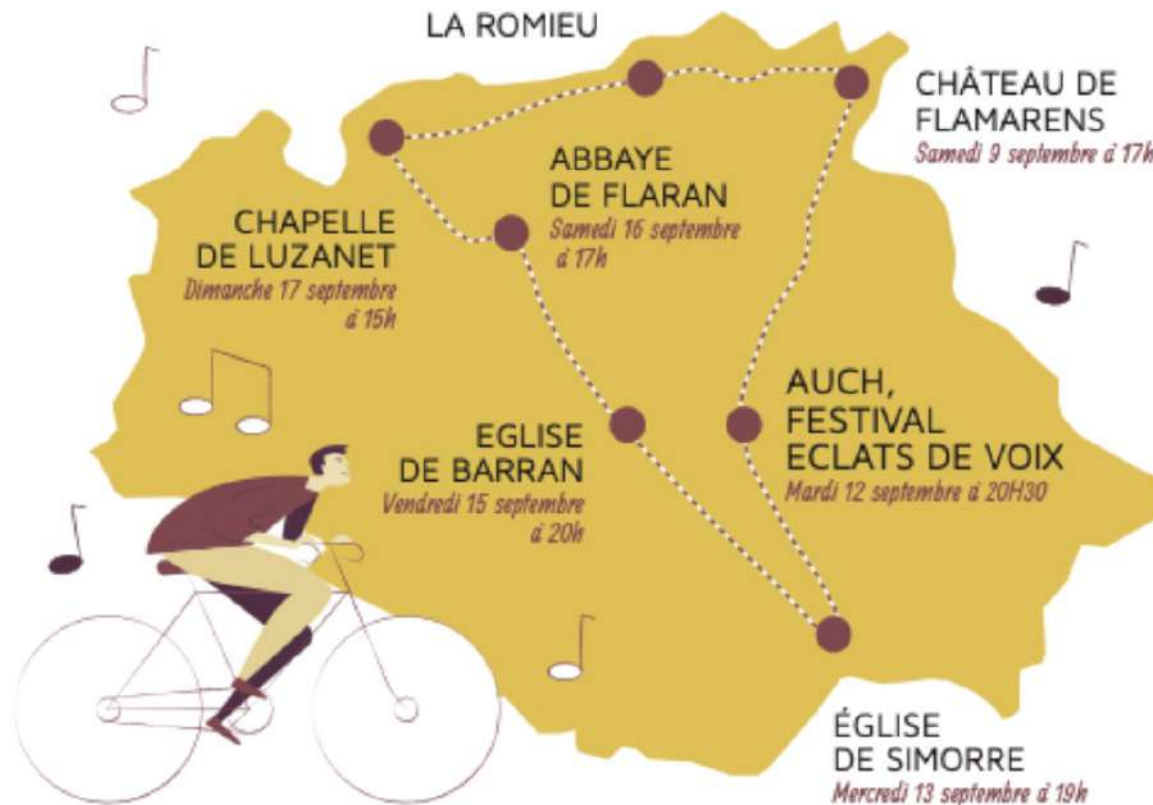 LA ROMIEU
CHÂTEAU DE
FLAMARENS
Samedi 9 septembre à 17h
ABBAYE
DE FLARAN
Samedi 16 septembre
à 17h
CHAPELLE
DE LUZANET
Dimanche 17 septembre
à 15h
AUCH,
FESTIVAL
ECLATS DE VOIX
Mardi 12 septembre à 20H30
EGLISE
DE BARRAN
Vendredi 15 septembre
à 20h
ÉGLISE
DE SIMORRE
Mercredi 13 septembre à 19h